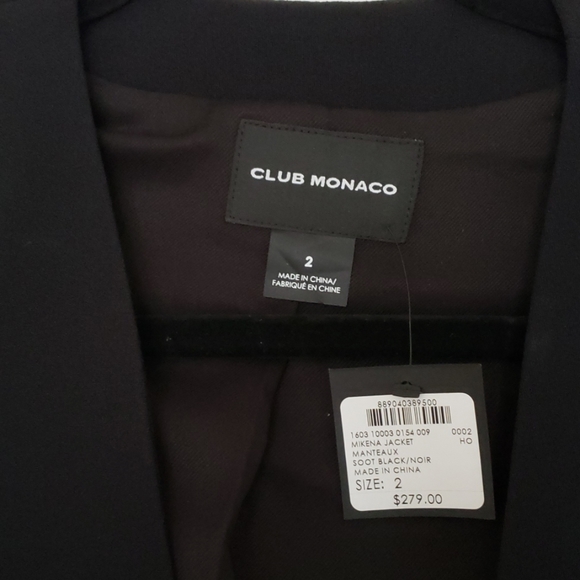 CLUB MONACO
2
MADE IN CHINA/
FABRIQUÉ EN CHINE
889040389500
1603 10003 0154 009 0002
MIKENA JACKET HO
MANTEAUX
SOOT BLACK/NOIR
MADE IN CHINA
SIZE: 2
$279.00